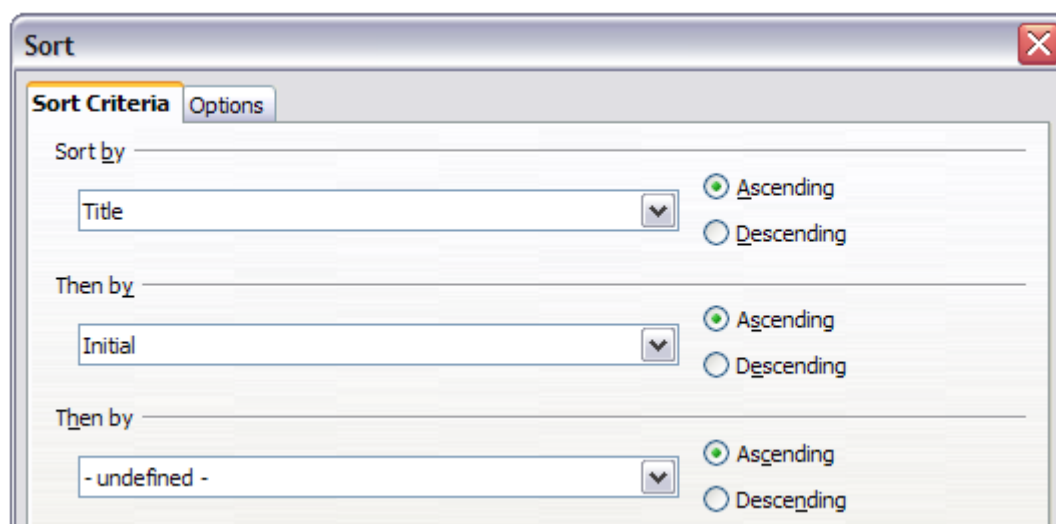 Sort
Sort Criteria Options
Sort by
Title
Ascending
Descending
Then by
Initial
Ascending
Descending
Then by
- undefined -
Ascending
Descending